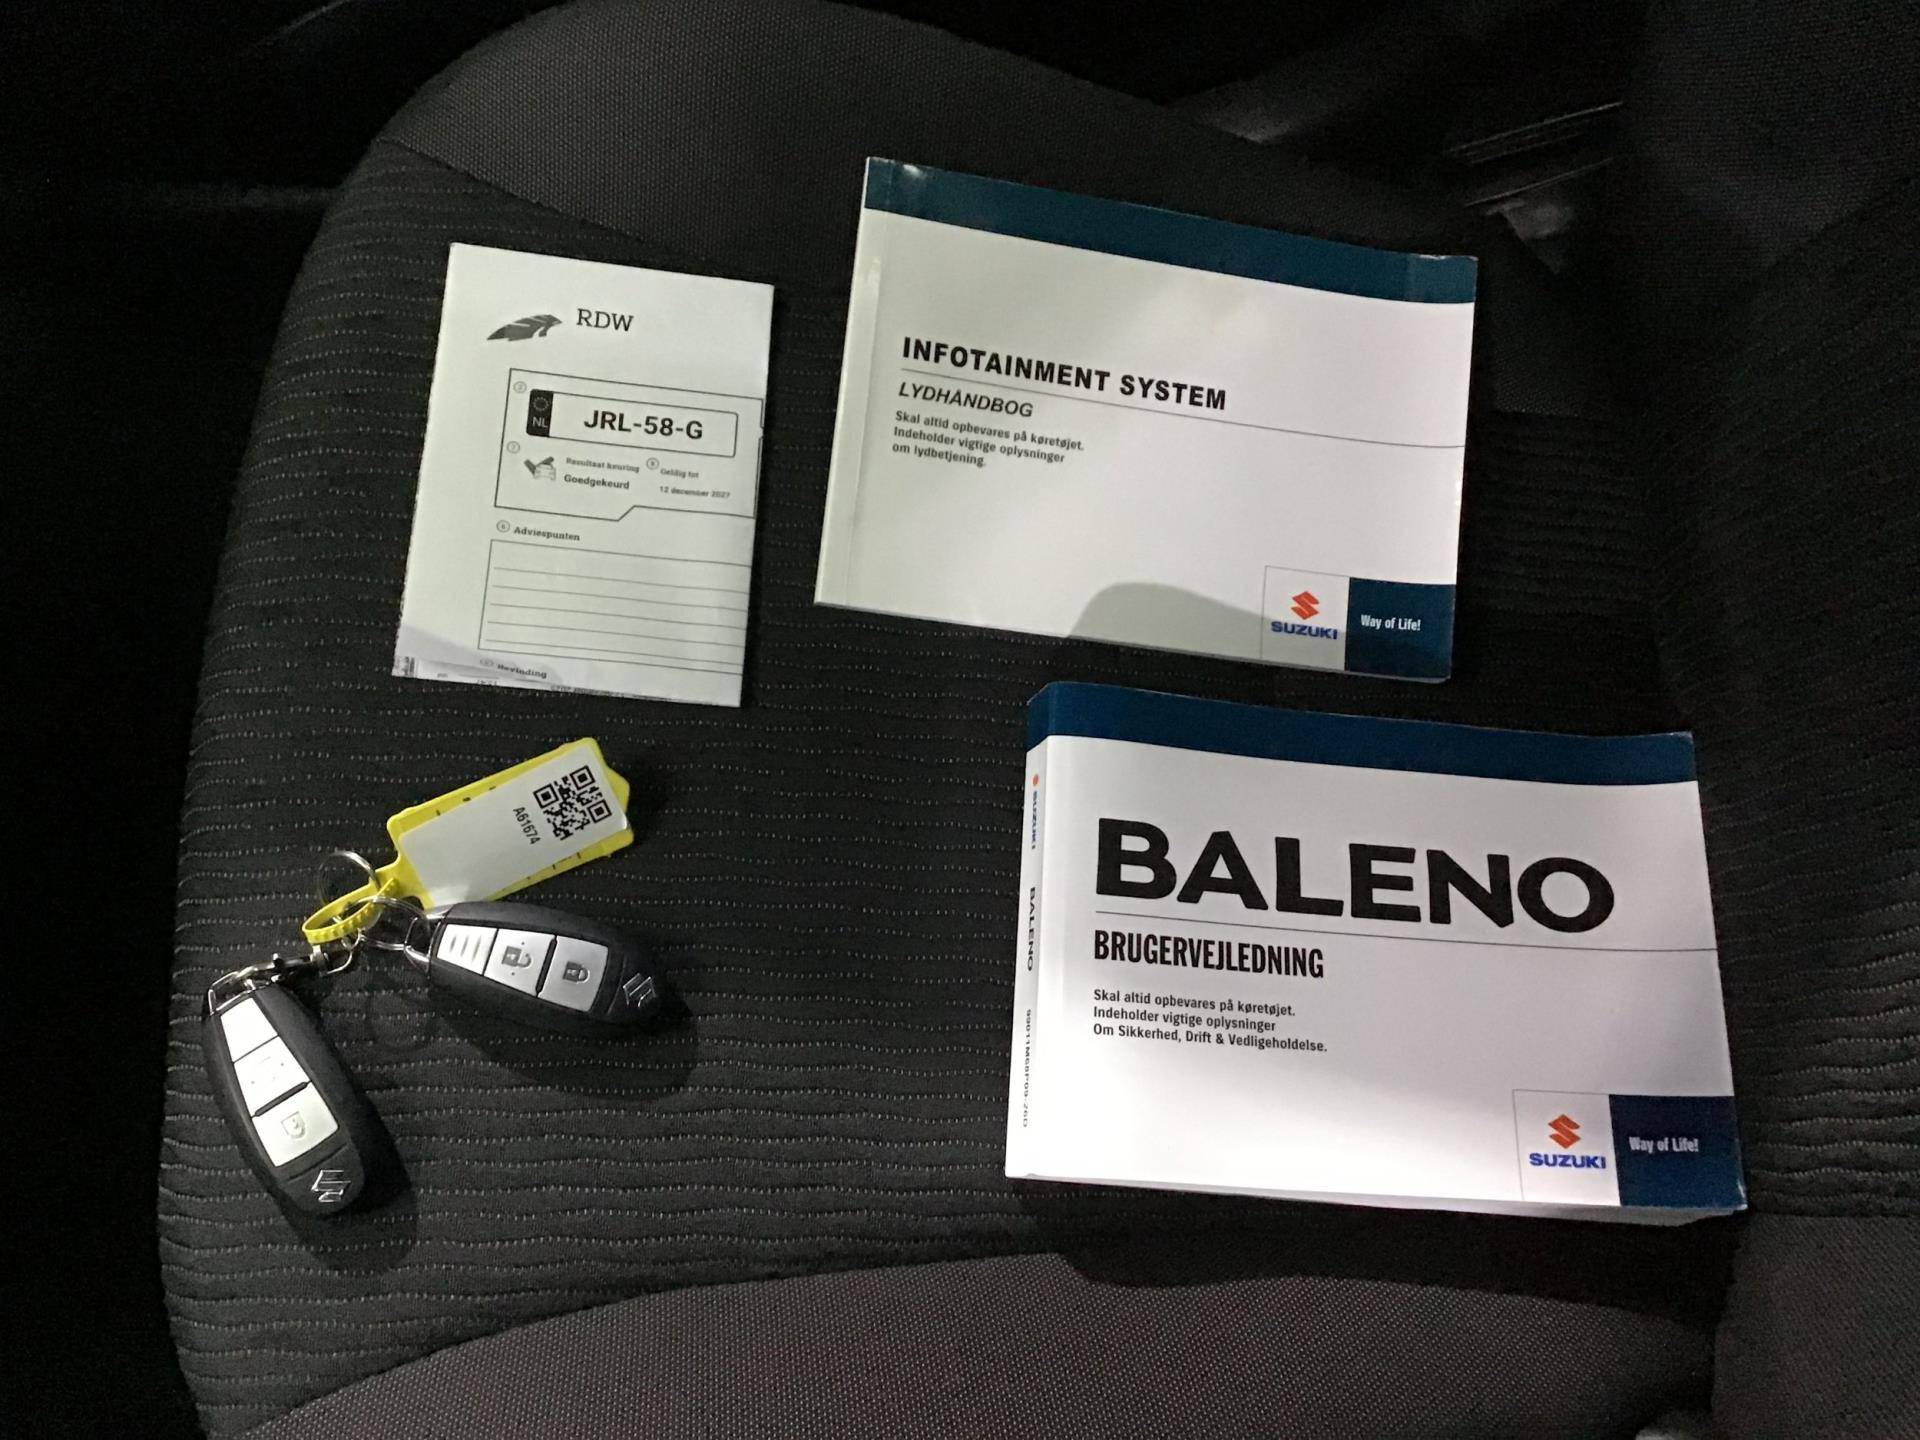 RDW
NL
JRL-58-G
Resultaat keuring
Goedgekeurd
Geldig tot
12 december 2027
Adviespunten
Bevinding
INFOTAINMENT SYSTEM
LYDHÅNDBOG
Skal altid opbevares på køretøjet.
Indeholder vigtige oplysninger
om lydbetjening.
SUZUKI
Way of Life!
A61674
SUZUKI
BALENO
BALENO
BRUGERVEJLEDNING
Skal altid opbevares på køretøjet.
Indeholder vigtige oplysninger
Om Sikkerhed, Drift & Vedligeholdelse.
SUZUKI
Way of Life!